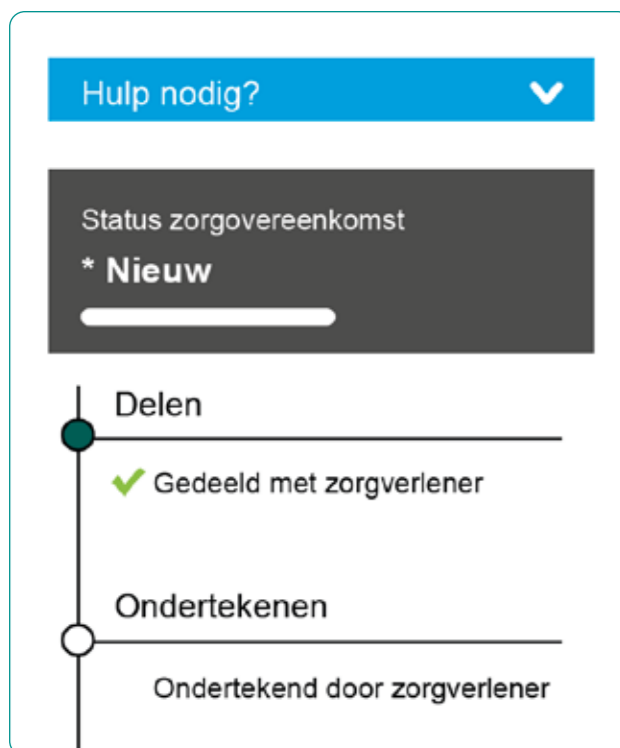 Hulp nodig?
Status zorgovereenkomst
* Nieuw
Delen
Gedeeld met zorgverlener
Ondertekenen
Ondertekend door zorgverlener